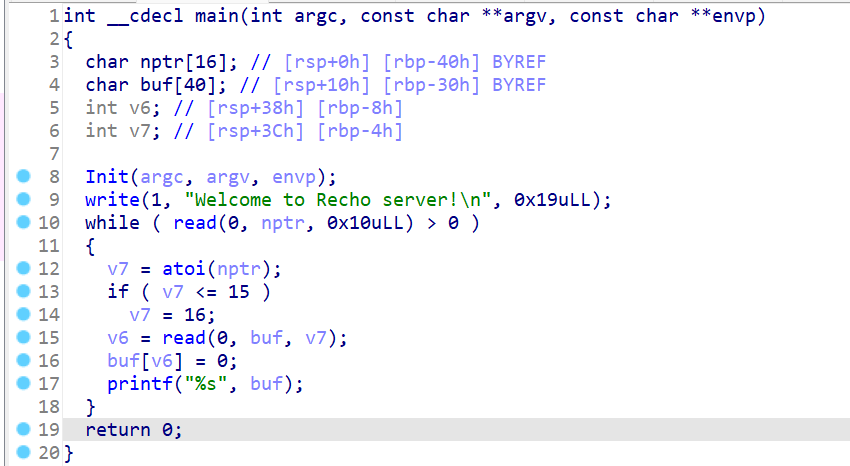 1 int __cdecl main(int argc, const char **argv, const char **envp)
2 {
3 char nptr[16]; // [rsp+0h] [rbp-40h] BYREF
4 char buf[40]; // [rsp+10h] [rbp-30h] BYREF
5 int v6; // [rsp+38h] [rbp-8h]
6 int v7; // [rsp+3Ch] [rbp-4h]
7
8 Init(argc, argv, envp);
9 write(1, "Welcome to Recho server!\n", 0x19uLL);
10 while ( read(0, nptr, 0x10uLL) > 0 )
11 {
12 v7 = atoi(nptr);
13 if ( v7 <= 15 )
14 v7 = 16;
15 v6 = read(0, buf, v7);
16 buf[v6] = 0;
17 printf("%s", buf);
18 }
19 return 0;
20 }